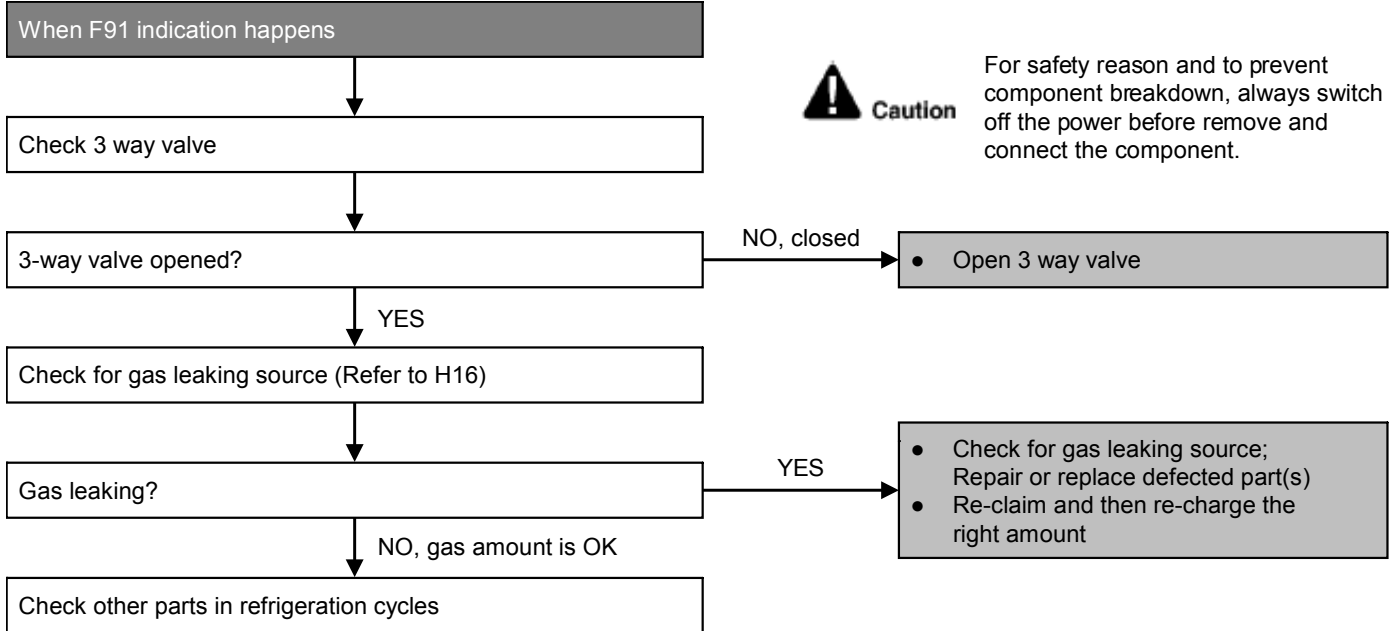 When F91 indication happens
Caution
For safety reason and to prevent
component breakdown, always switch
off the power before remove and
connect the component.
Check 3 way valve
3-way valve opened?
NO, closed
● Open 3 way valve
YES
Check for gas leaking source (Refer to H16)
Gas leaking?
YES
● Check for gas leaking source;
Repair or replace defected part(s)
● Re-claim and then re-charge the
right amount
NO, gas amount is OK
Check other parts in refrigeration cycles